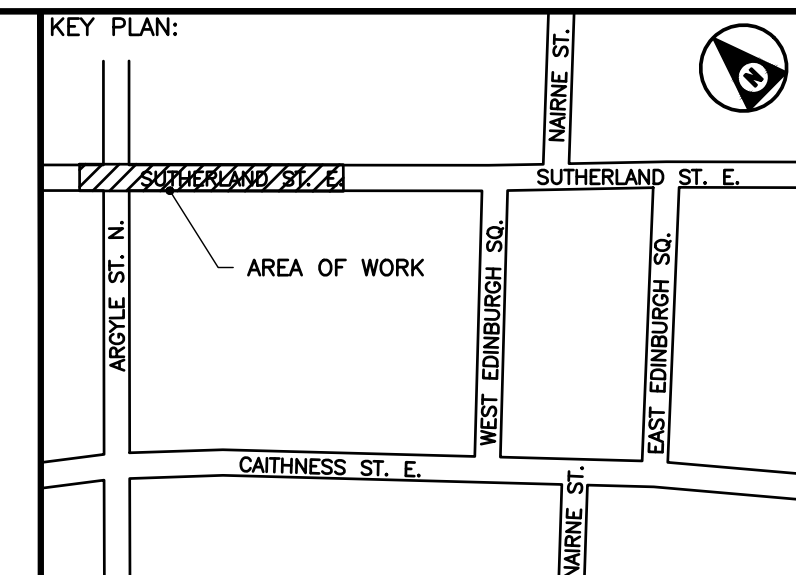 KEY PLAN:
NAIRNE ST.
N
SUTHERLAND ST. E.
SUTHERLAND ST. E.
AREA OF WORK
ARGYLE ST. N.
WEST EDINBURGH SQ.
EAST EDINBURGH SQ.
CAITHNESS ST. E.
NAIRNE ST.